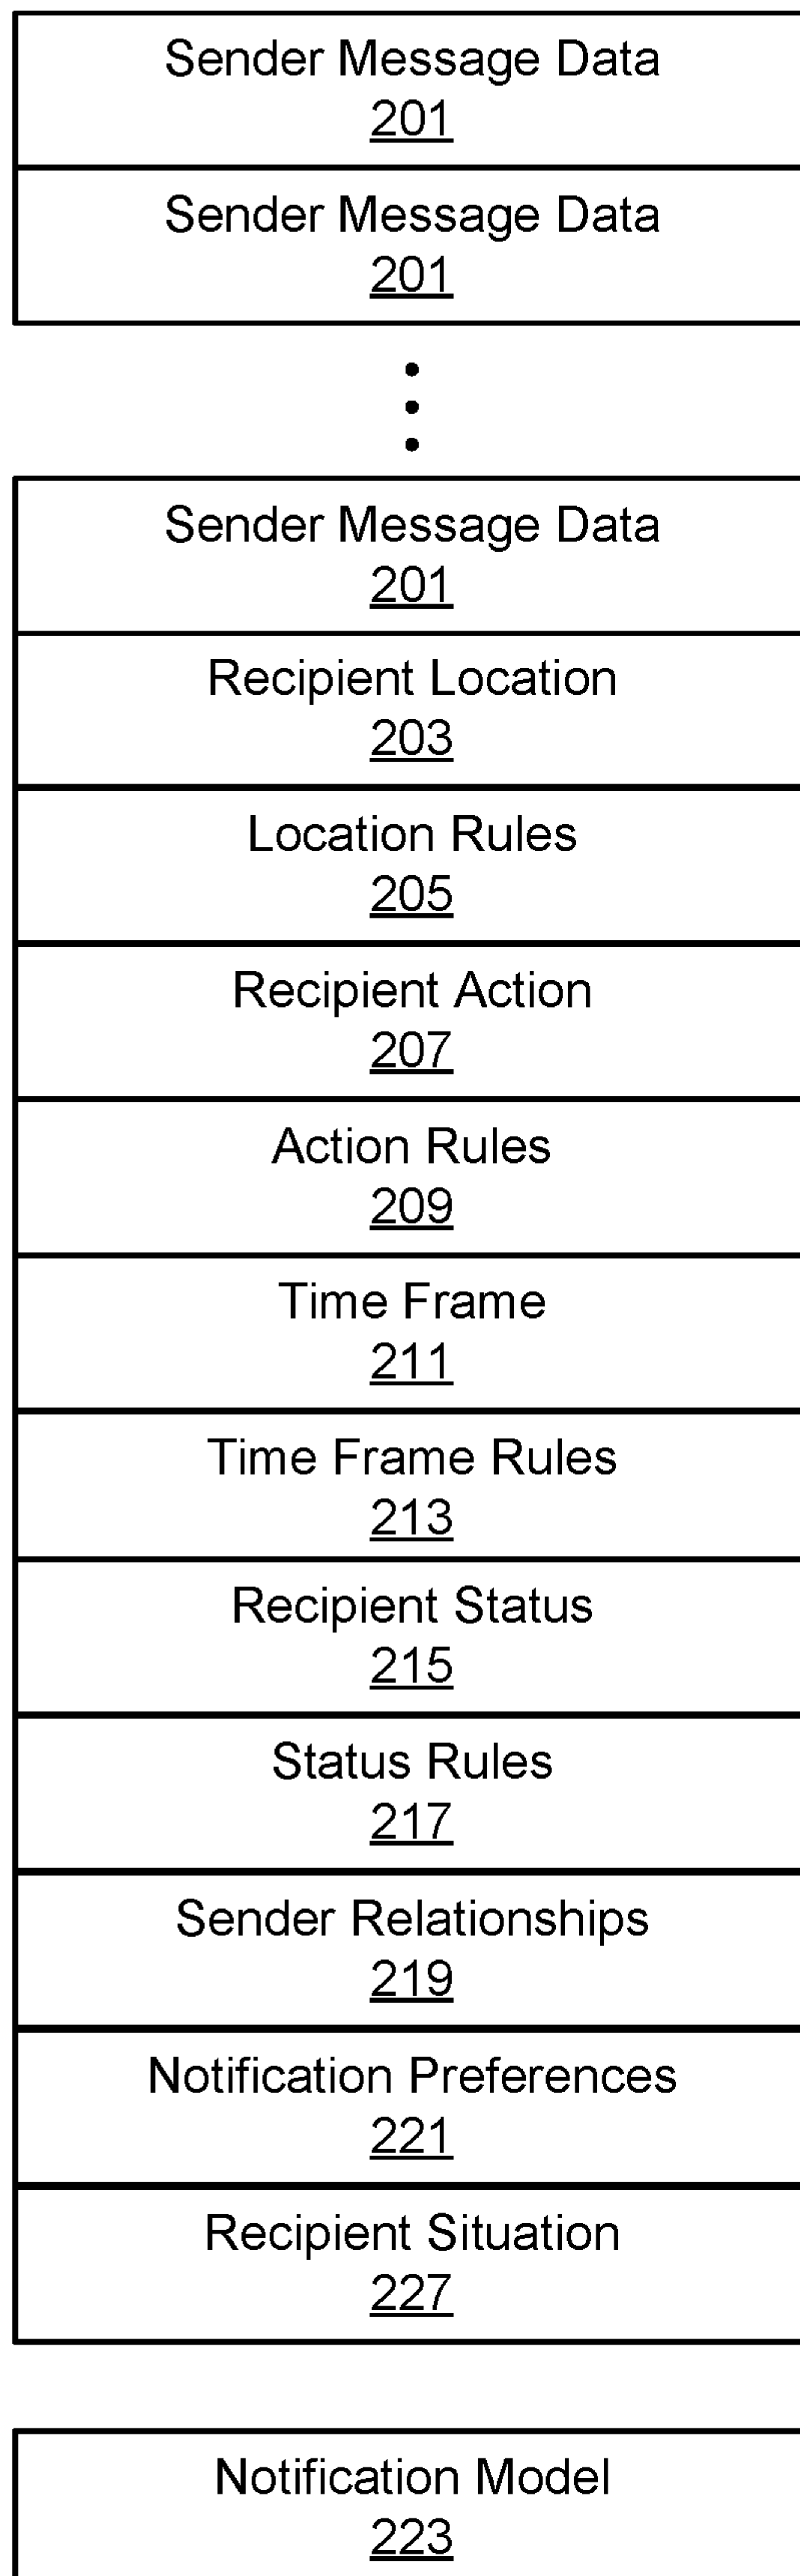 Sender Message Data
201
Sender Message Data
201
Sender Message Data
201
Recipient Location
203
Location Rules
205
Recipient Action
207
Action Rules
209
Time Frame
211
Time Frame Rules
213
Recipient Status
215
Status Rules
217
Sender Relationships
219
Notification Preferences
221
Recipient Situation
227
Notification Model
223